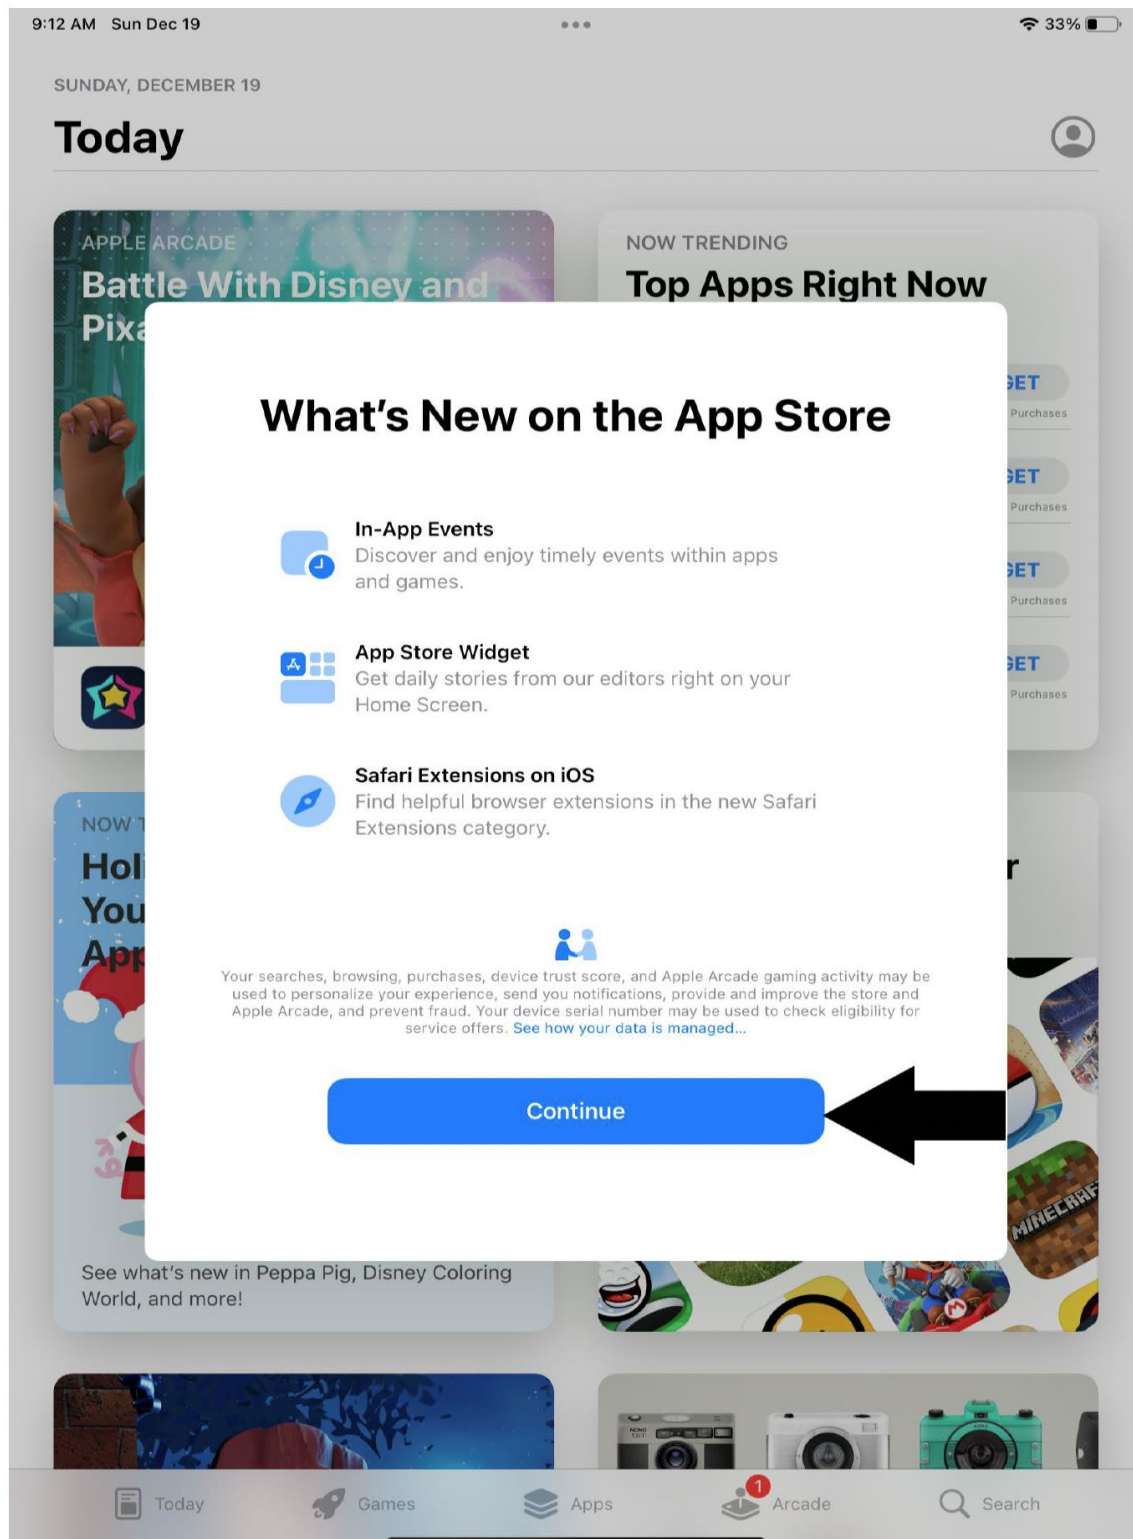 9:12 AM Sun Dec 19
33%
SUNDAY, DECEMBER 19
Today
APPLE ARCADE
Battle With Disney and
NOW TRENDING
Top Apps Right Now
Purchases
Purchases
Purchases
Purchases
What's New on the App Store
In-App Events
Discover and enjoy timely events within apps
and games.
App Store Widget
Get daily stories from our editors right on your
Home Screen.
Safari Extensions on iOS
Find helpful browser extensions in the new Safari
Extensions category.
NOW
Your searches, browsing, purchases, device trust score, and Apple Arcade gaming activity may be
used to personalize your experience, send you notifications, provide and improve the store and
Apple Arcade, and prevent fraud. Your device serial number may be used to check eligibility for
service offers. See how your data is managed...
Continue
MINECRAFT
See what's new in Peppa Pig, Disney Coloring
World, and more!
Today
Games
Apps
1
Arcade
Search